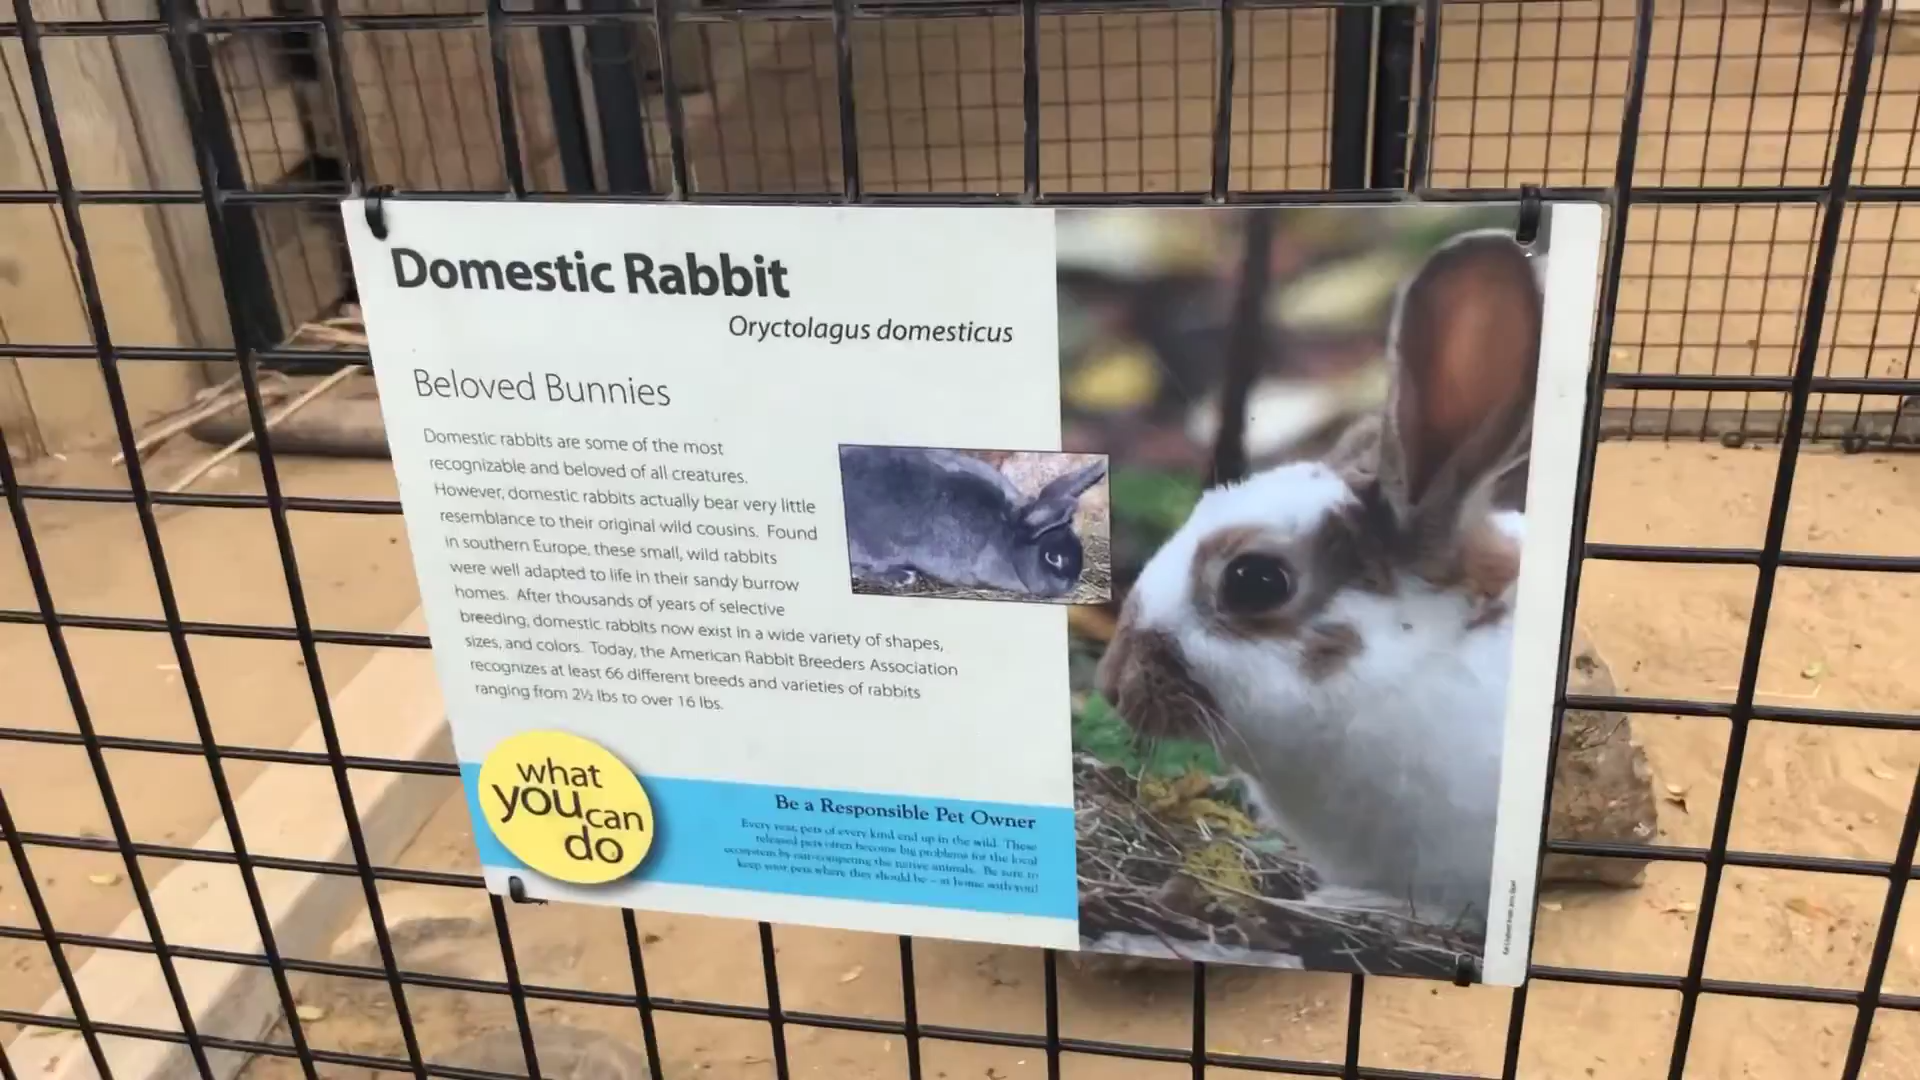 Domestic Rabbit
Oryctolagus domesticus
Beloved Bunnies
Domestic rabbits are some of the most
recognizable and beloved of all creatures.
However, domestic rabbits actually bear very little
resemblance to their original wild cousins. Found
in southern Europe, these small, wild rabbits
were well adapted to life in their sandy burrow
homes. After thousands of years of selective
breeding, domestic rabbits now exist in a wide variety of shapes,
sizes, and colors. Today, the American Rabbit Breeders Association
recognizes at least 66 different breeds and varieties of rabbits
ranging from 2½ lbs to over 16 lbs.
what
you can
do
Be a Responsible Pet Owner
Every year, pets of every kind end up in the wild. These
released pets often become big problems for the local
ecosystem by out-competing the native animals. Be sure to
keep your pets where they should be – at home with you!